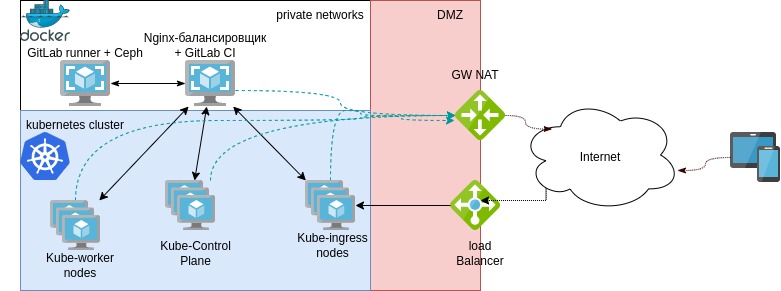 private networks
DMZ
docker
Nginx-балансировщик
+ GitLab CI
GitLab runner + Ceph
GW NAT
kubernetes cluster
Internet
Kube-worker
nodes
Kube-Control
Plane
Kube-ingress
nodes
load
Balancer